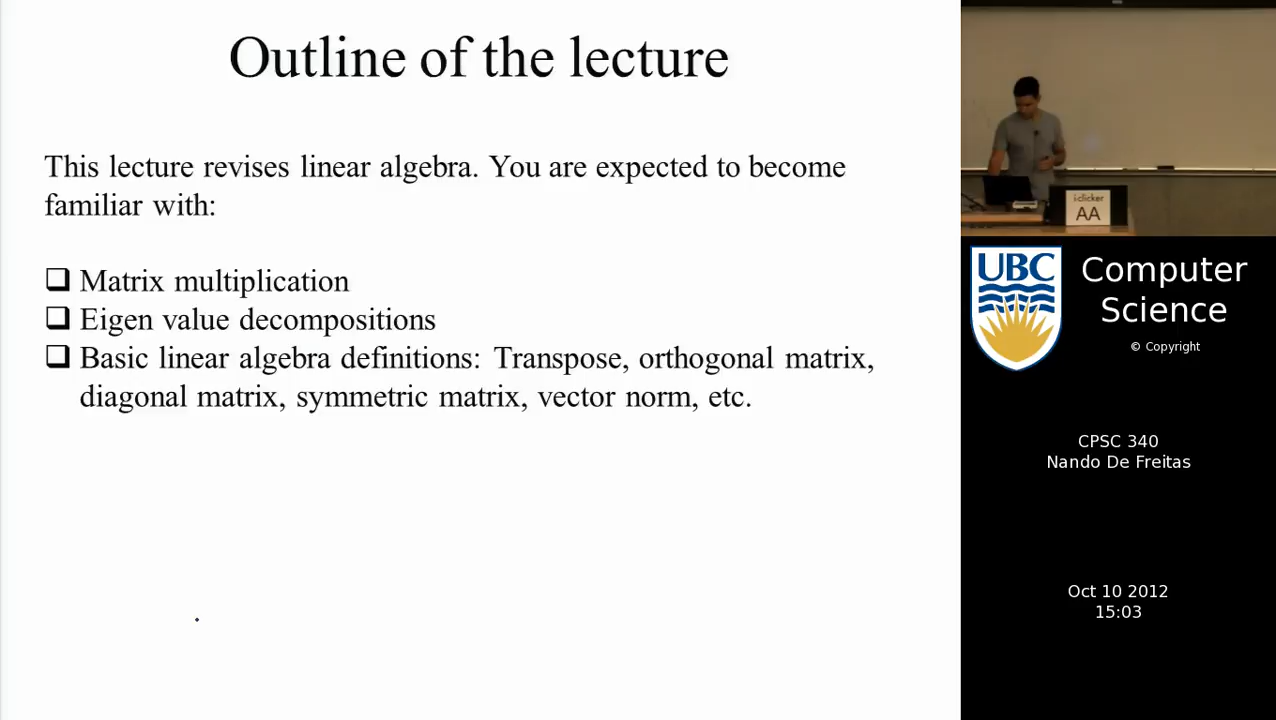 Outline of the lecture
This lecture revises linear algebra. You are expected to become
familiar with:
Matrix multiplication
Eigen value decompositions
Basic linear algebra definitions: Transpose, orthogonal matrix,
diagonal matrix, symmetric matrix, vector norm, etc.
i-clicker
AA
UBC
Computer
Science
© Copyright
CPSC 340
Nando De Freitas
Oct 10 2012
15:03